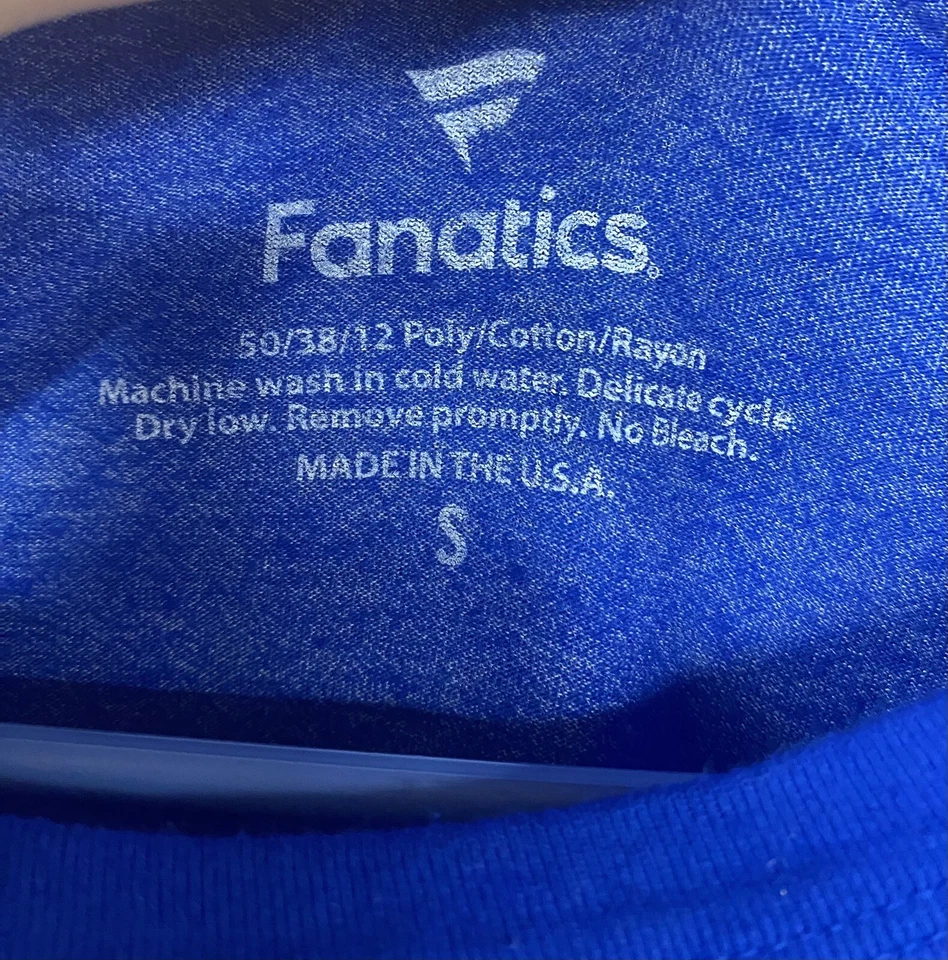 Fanatics®
50/38/12 Poly/Cotton/Rayon
Machine wash in cold water. Delicate cycle.
Dry low. Remove promptly. No Bleach.
MADE IN THE U.S.A.
S